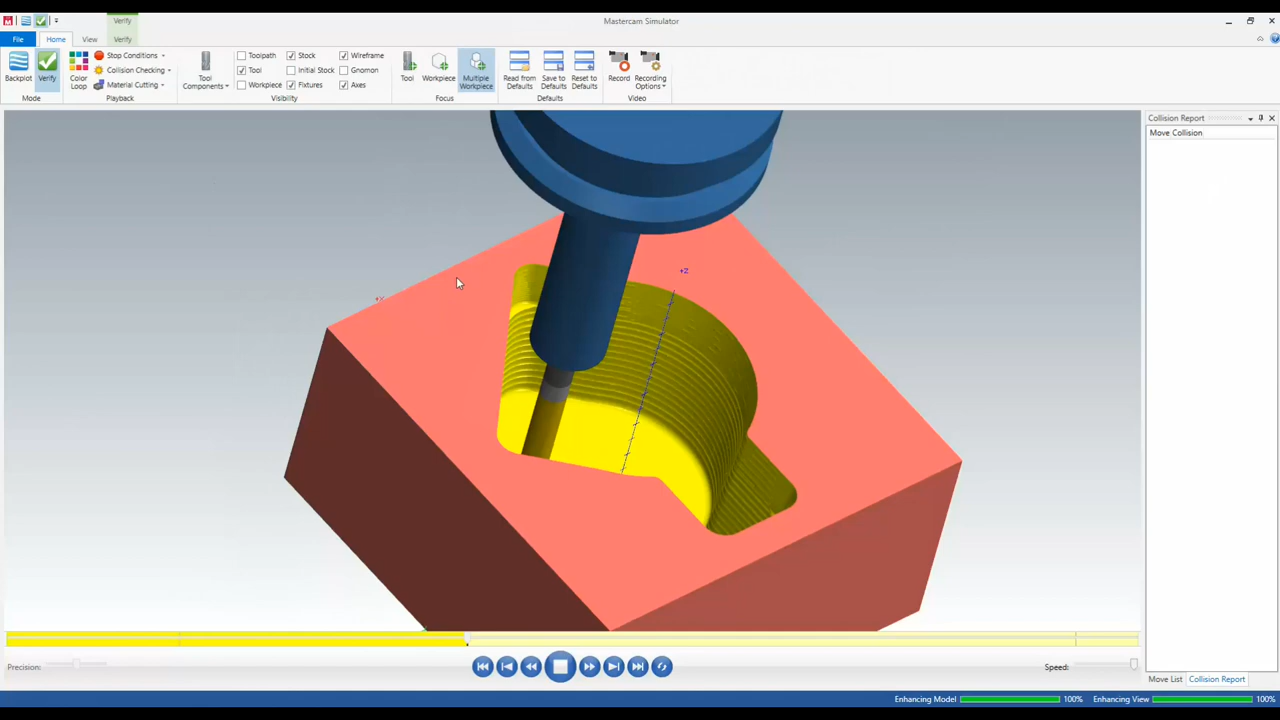 Verify
Mastercam Simulator
File
Home
View
Verify
Backplot
Verify
Mode
Color
Loop
Stop Conditions
Collision Checking
Material Cutting
Playback
Tool
Components
Toolpath
Stock
Wireframe
Tool
Initial Stock
Gnomon
Workpiece
Fixtures
Axes
Visibility
Tool
Workpiece
Multiple
Workpiece
Focus
Read from
Defaults
Save to
Defaults
Reset to
Defaults
Defaults
Record
Recording
Options
Video
Collision Report
Move Collision
+Z
Precision:
Speed:
Move List
Collision Report
Enhancing Model
100%
Enhancing View
100%